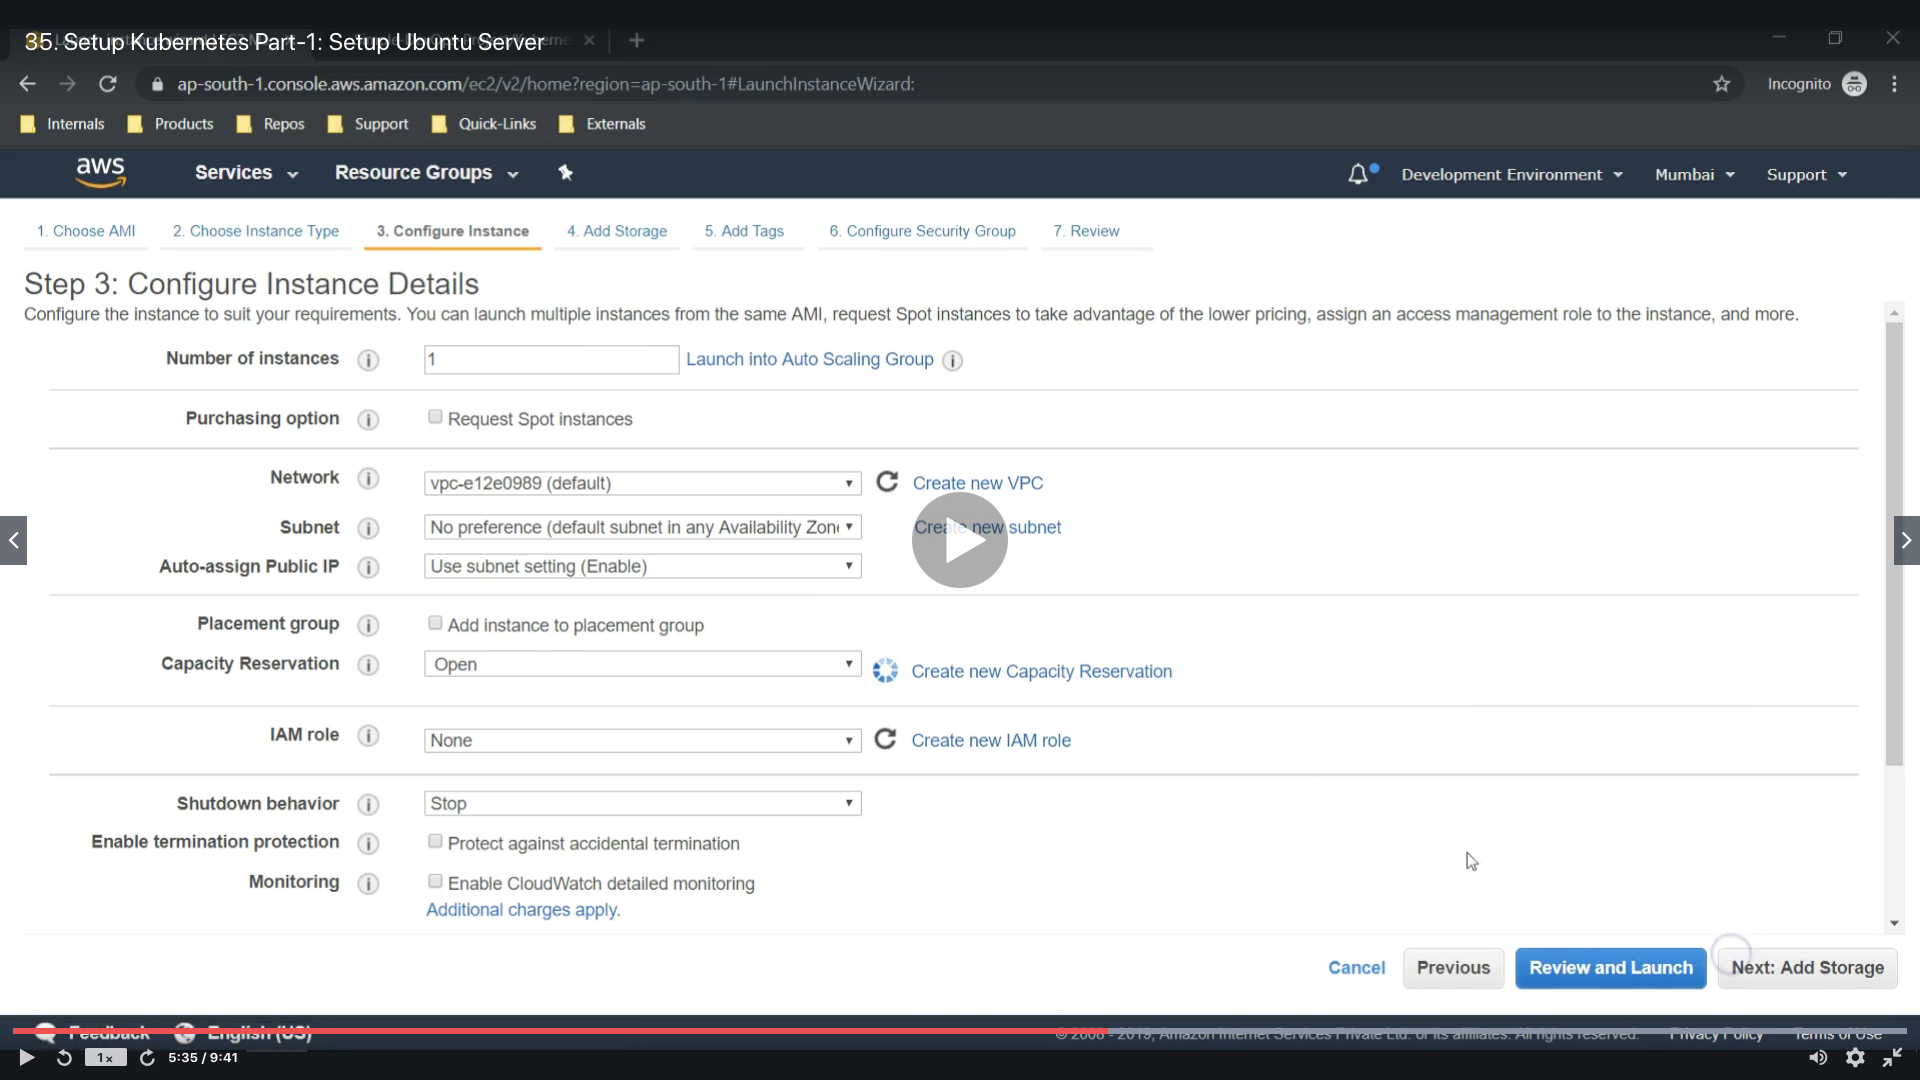 35. Setup Kubernetes Part-1: Setup Ubuntu Server
ap-south-1.console.aws.amazon.com/ec2/v2/home?region=ap-south-1#LaunchInstanceWizard:
Incognito
Internals Products Repos Support Quick-Links Externals
aws Services Resource Groups Development Environment Mumbai Support
1. Choose AMI 2. Choose Instance Type 3. Configure Instance 4. Add Storage 5. Add Tags 6. Configure Security Group 7. Review
Step 3: Configure Instance Details
Configure the instance to suit your requirements. You can launch multiple instances from the same AMI, request Spot instances to take advantage of the lower pricing, assign an access management role to the instance, and more.
Number of instances 1 Launch into Auto Scaling Group
Purchasing option Request Spot instances
Network vpc-e12e0989 (default) Create new VPC
Subnet No preference (default subnet in any Availability Zone Create new subnet
Auto-assign Public IP Use subnet setting (Enable)
Placement group Add instance to placement group
Capacity Reservation Open Create new Capacity Reservation
IAM role None Create new IAM role
Shutdown behavior Stop
Enable termination protection Protect against accidental termination
Monitoring Enable CloudWatch detailed monitoring
Additional charges apply.
Cancel Previous Review and Launch Next: Add Storage
Feedback English (US) © 2008 - 2019, Amazon Internet Services Private Ltd. or its affiliates. All rights reserved. Privacy Policy Terms of Use
1x 5:35 / 9:41